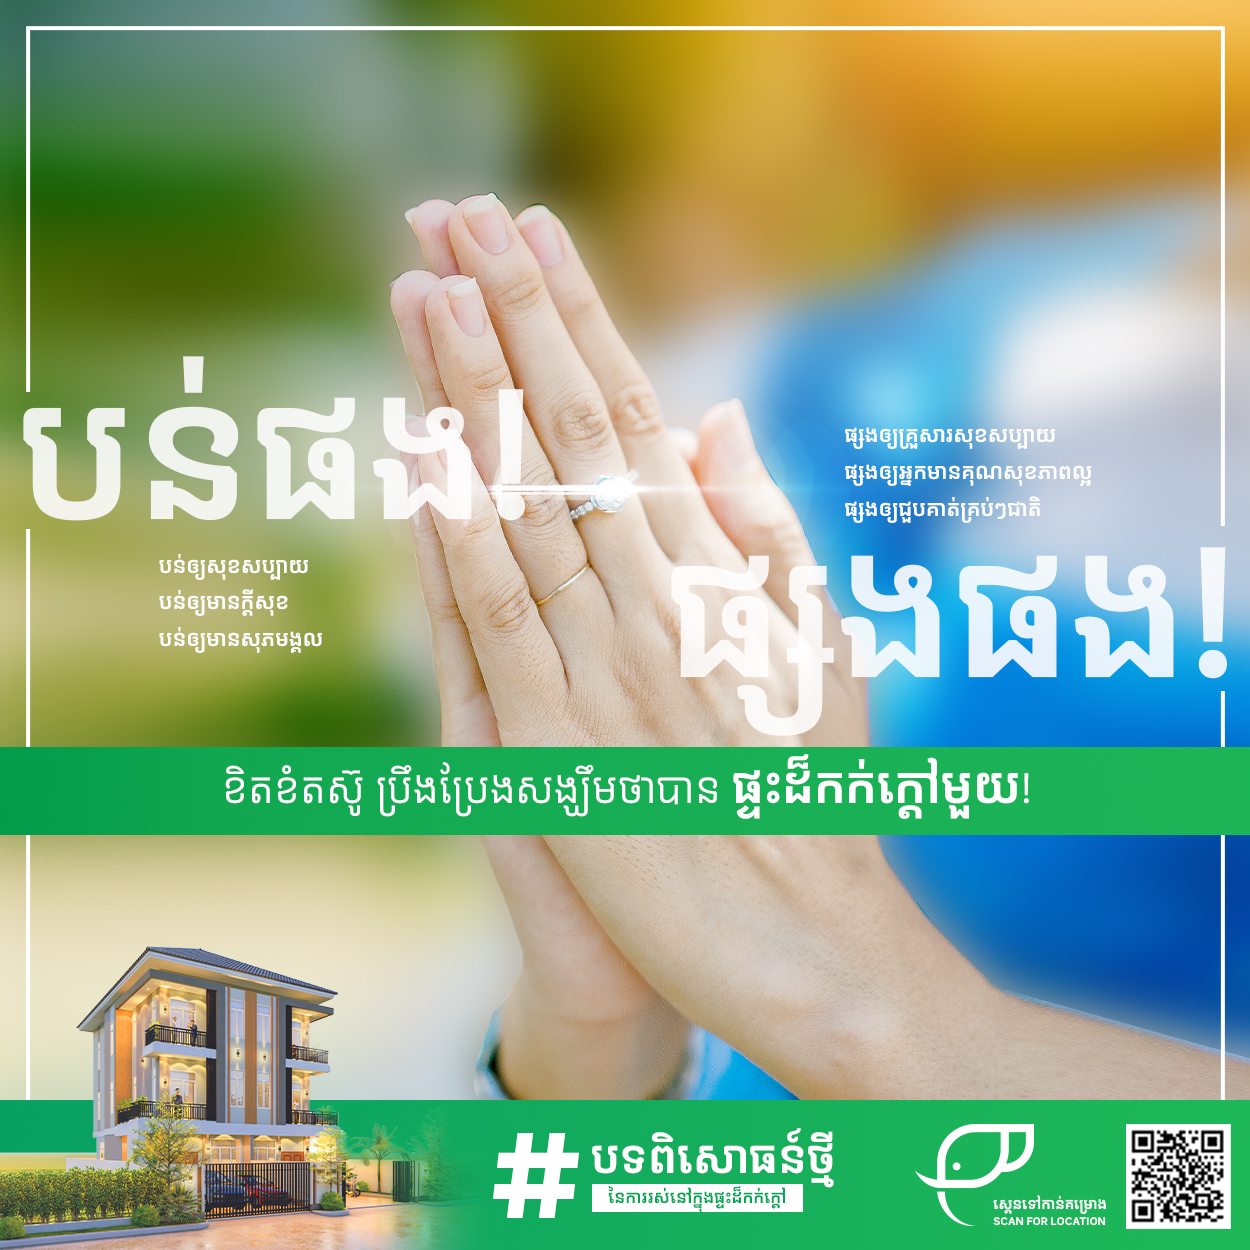 បន់ផង!
បន់ឲ្យសុខសប្បាយ
បន់ឲ្យមានក្ដីសុខ
បន់ឲ្យមានសុភមង្គល
ផ្សងឲ្យគ្រួសារសុខសប្បាយ
ផ្សងឲ្យអ្នកមានគុណសុខភាពល្អ
ផ្សងឲ្យជួបគាត់គ្រប់ៗជាតិ
ផ្សងផង!
ខិតខំតស៊ូ ប្រឹងប្រែងសង្ឃឹមថាបាន ផ្ទះដ៏កក់ក្ដៅមួយ!
#បទពិសោធន៍ថ្មី
នៃការរស់នៅក្នុងផ្ទះដ៏កក់ក្ដៅ
ស្កេនទៅកាន់គម្រោង
SCAN FOR LOCATION